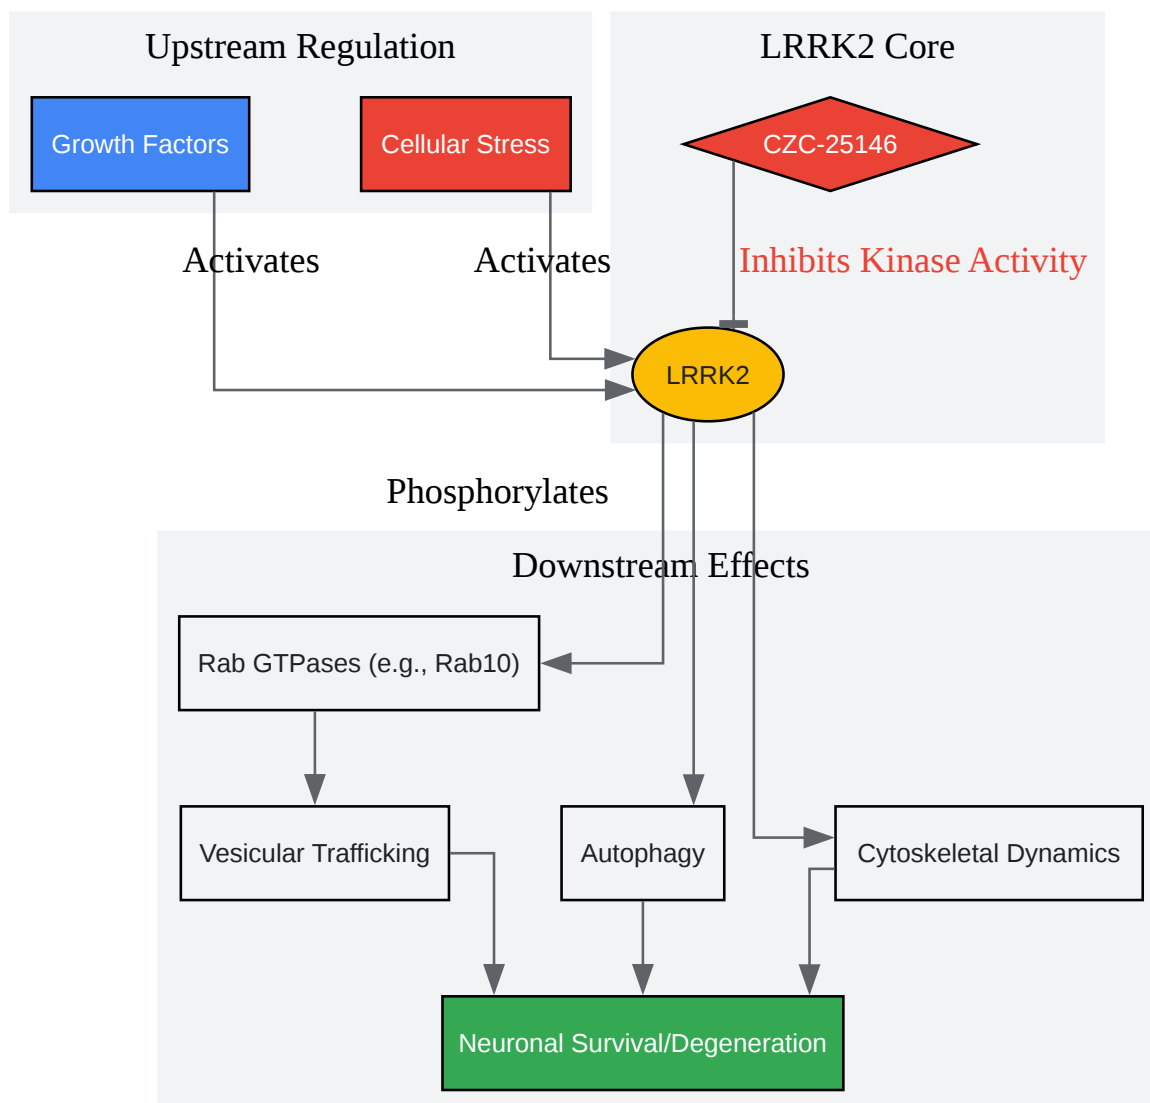 Upstream Regulation
LRRK2 Core
Growth Factors
Cellular Stress
CZC-25146
Activates
Activates
Inhibits Kinase Activity
LRRK2
Phosphorylates
Downstream Effects
Rab GTPases (e.g., Rab10)
Vesicular Trafficking
Autophagy
Cytoskeletal Dynamics
Neuronal Survival/Degeneration